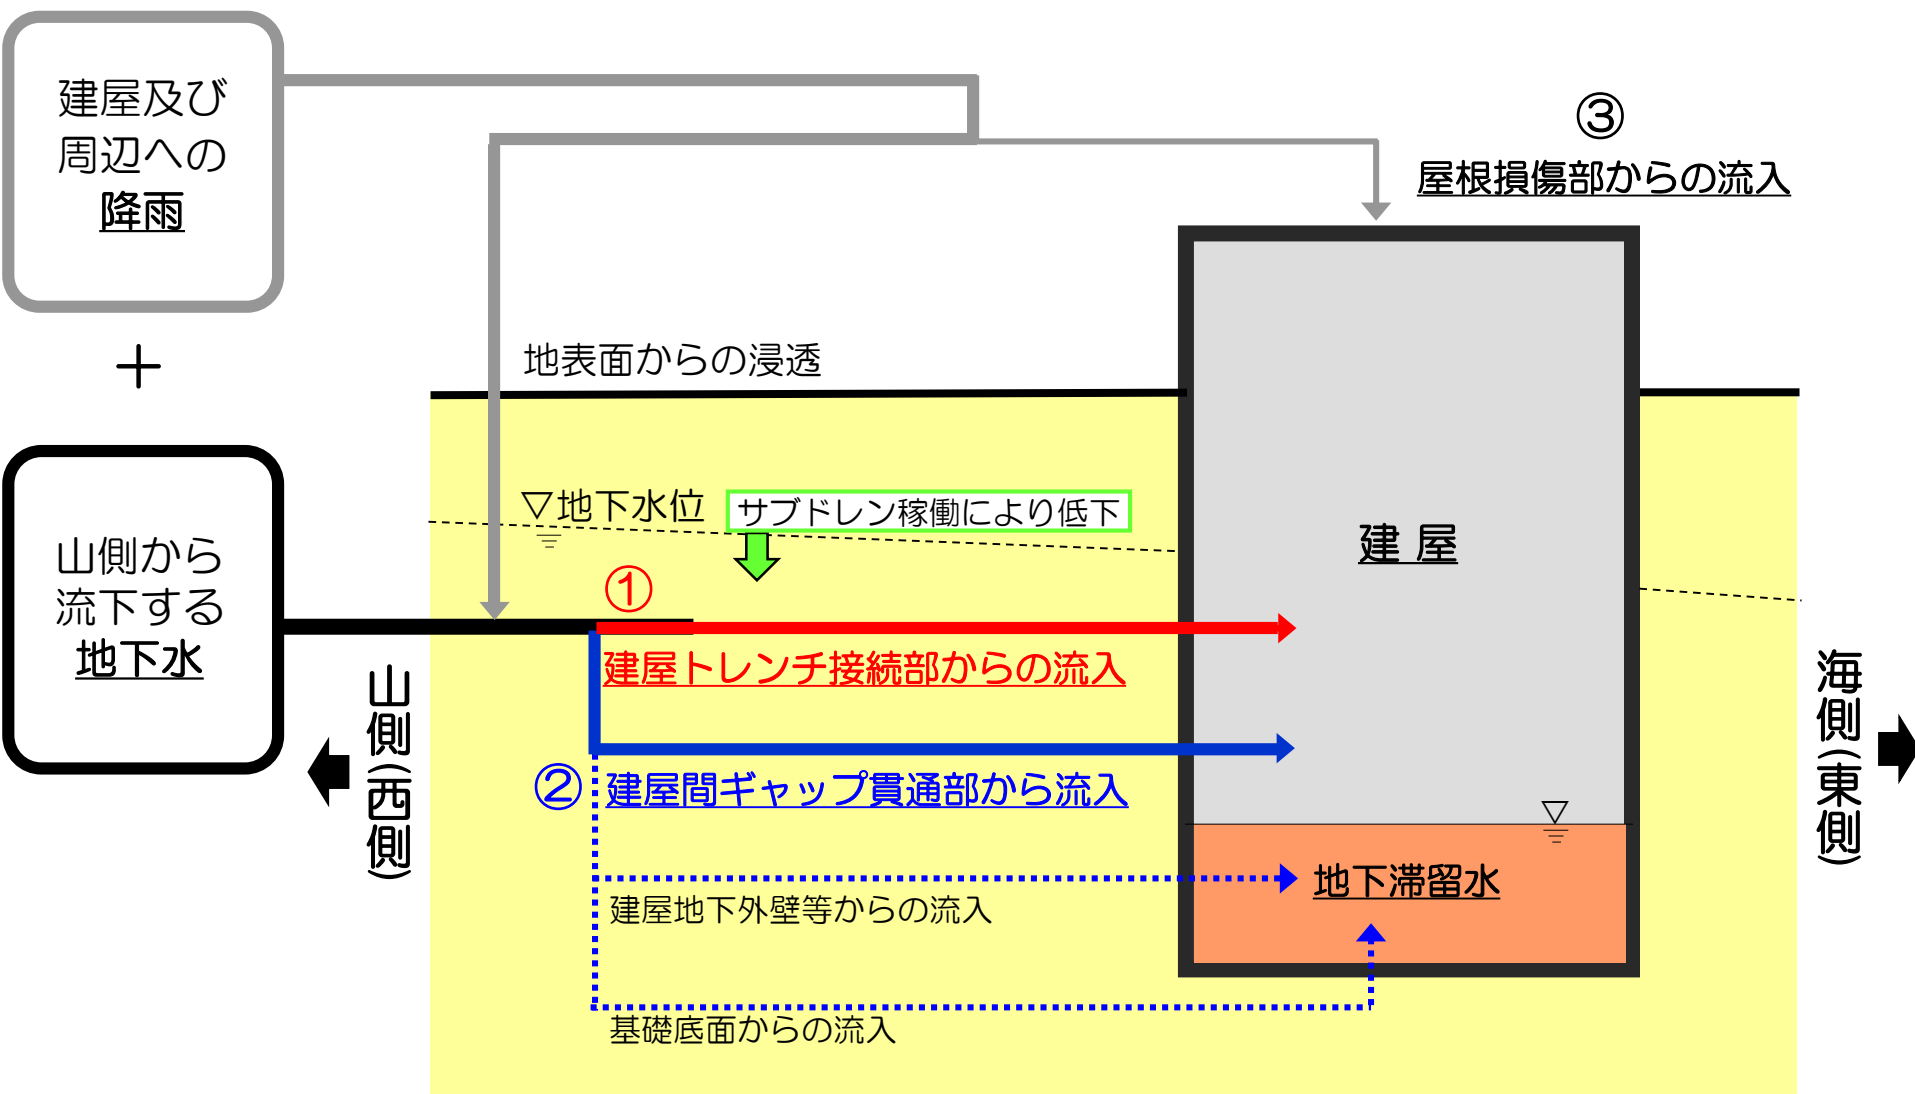 建屋及び
周辺への
降雨
＋
山側から
流下する
地下水
③
屋根損傷部からの流入
地表面からの浸透
▽地下水位
サブドレン稼働により低下
①
建屋トレンチ接続部からの流入
②
建屋間ギャップ貫通部から流入
建屋地下外壁等からの流入
基礎底面からの流入
建 屋
▽
地下滞留水
山側(西側)
海側(東側)